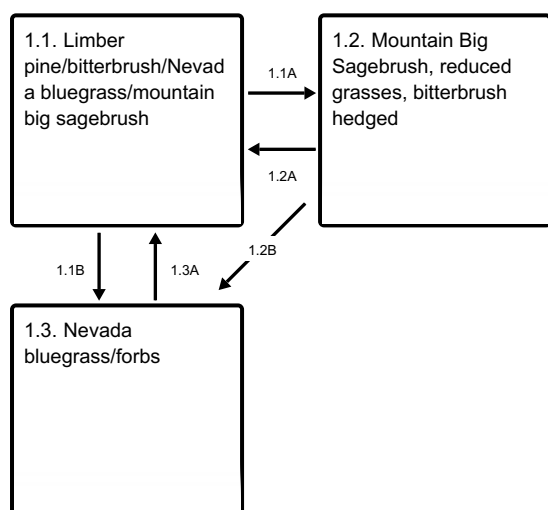 1.1. Limber
pine/bitterbrush/Nevad
a bluegrass/mountain
big sagebrush
1.1A
1.2. Mountain Big
Sagebrush, reduced
grasses, bitterbrush
hedged
1.2A
1.1B
1.3A
1.2B
1.3. Nevada
bluegrass/forbs